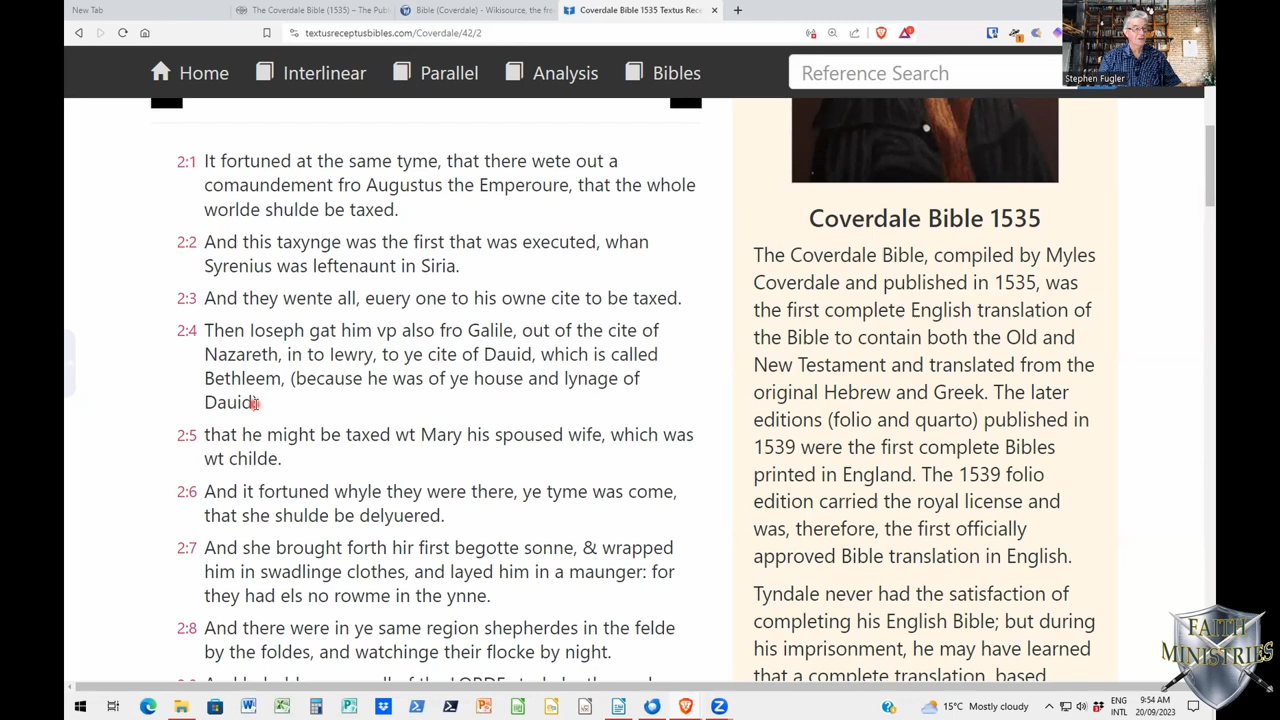 New Tab
The Coverdale Bible (1535) – The Publ
Bible (Coverdale) - Wikisource, the fre
Coverdale Bible 1535 Textus Rece
textusreceptusbibles.com/Coverdale/42/2
Stephen Fugler
Home
Interlinear
Parallel
Analysis
Bibles
Reference Search
2:1 It fortuned at the same tyme, that there wete out a
comaundement fro Augustus the Emperoure, that the whole
worlde shulde be taxed.
2:2 And this taxynge was the first that was executed, whan
Syrenius was leftenaunt in Siria.
2:3 And they wente all, euery one to his owne cite to be taxed.
2:4 Then Ioseph gat him vp also fro Galile, out of the cite of
Nazareth, in to Iewry, to ye cite of Dauid, which is called
Bethleem, (because he was of ye house and lynage of
Dauid)
2:5 that he might be taxed wt Mary his spoused wife, which was
wt childe.
2:6 And it fortuned whyle they were there, ye tyme was come,
that she shulde be delyuered.
2:7 And she brought forth hir first begotte sonne, & wrapped
him in swadlinge clothes, and layed him in a maunger: for
they had els no rowme in the ynne.
2:8 And there were in ye same region shepherdes in the felde
by the foldes, and watchinge their flocke by night.
Coverdale Bible 1535
The Coverdale Bible, compiled by Myles
Coverdale and published in 1535, was
the first complete English translation of
the Bible to contain both the Old and
New Testament and translated from the
original Hebrew and Greek. The later
editions (folio and quarto) published in
1539 were the first complete Bibles
printed in England. The 1539 folio
edition carried the royal license and
was, therefore, the first officially
approved Bible translation in English.
Tyndale never had the satisfaction of
completing his English Bible; but during
his imprisonment, he may have learned
that a complete translation, based
FAITH
MINISTRIES
15°C Mostly cloudy
ENG
INTL
9:54 AM
20/09/2023